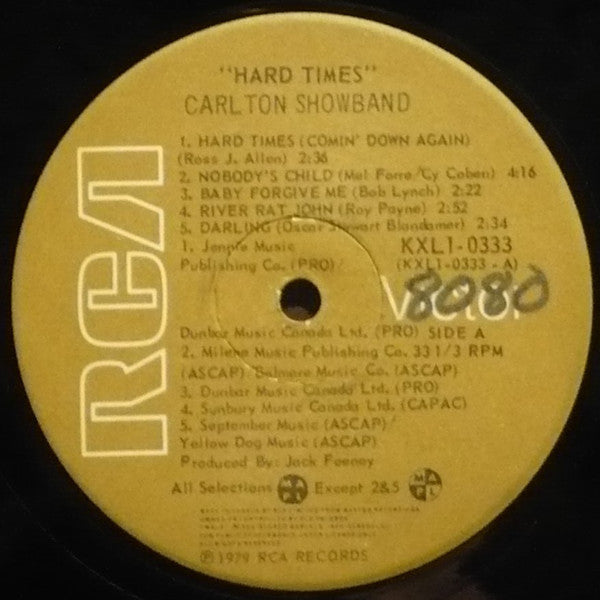 "HARD TIMES"
CARLTON SHOWBAND
1. HARD TIMES (COMIN' DOWN AGAIN)
(Ross J. Allen) 2:36
2. NOBODY'S CHILD (Mel Forre/Cy Coben) 4:16
3. BABY FORGIVE ME (Bob Lynch) 2:22
4. RIVER RAT JOHN (Roy Payne) 2:52
5. DARLING (Oscar Stewart Blandamer) 2:34
1. Music KXL1-0333
Publishing Co. (PRO) (KXL1-0333-A)
RCA
8080
Dunbar Music Canada Ltd. (PRO) SIDE A
2. Milene Music Publishing Co. 33 1/3 RPM
(ASCAP)/Belmore Music Co. (ASCAP)
3. Dunbar Music Canada Ltd. (PRO)
4. Sunbury Music Canada Ltd. (CAPAC)
5. September Music (ASCAP)/
Yellow Dog Music (ASCAP)
Produced By: Jack Feeney
All Selections Except 2&5 MAPL
℗ 1979 RCA RECORDS